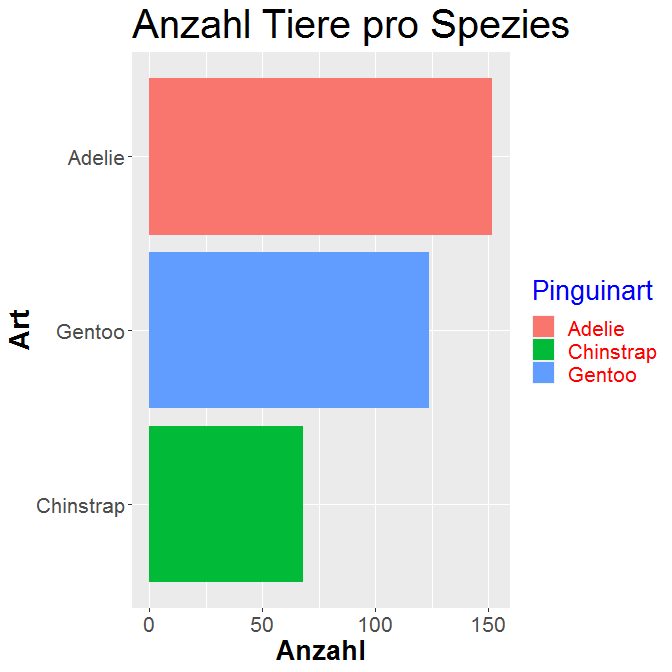 Anzahl Tiere pro Spezies
Art
Adelie
Gentoo
Chinstrap
0 50 100 150
Anzahl
Pinguinart
Adelie
Chinstrap
Gentoo